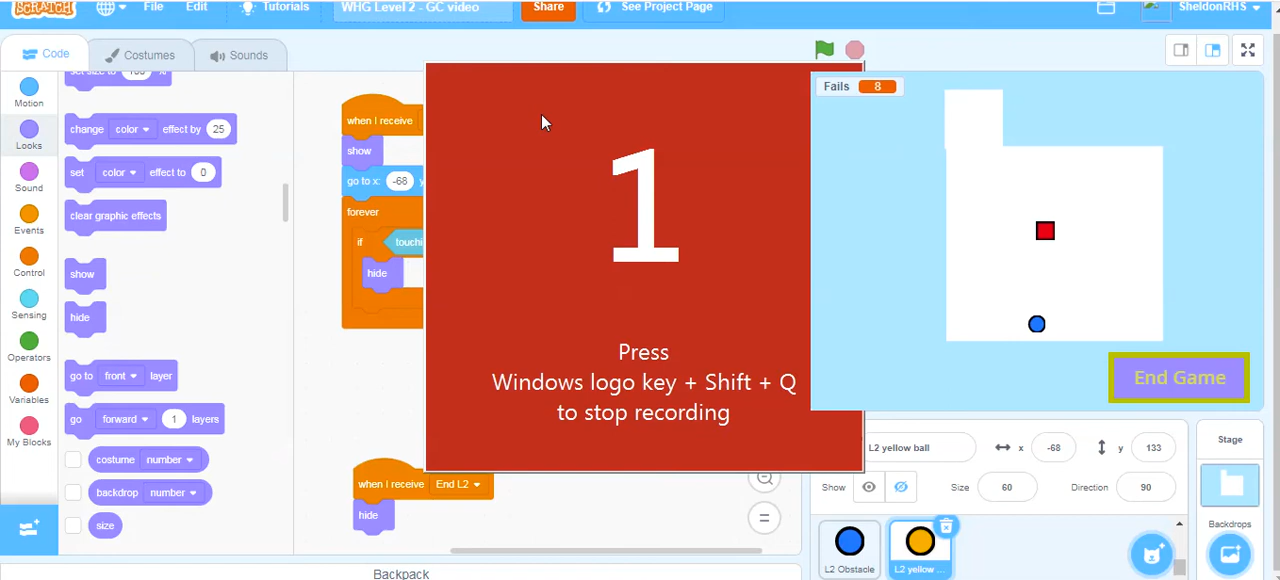 SCRATCH File Edit Tutorials WHG Level 2 - GC video Share See Project Page SheldonRHS
Code Costumes Sounds
Motion
Looks
Sound
Events
Control
Sensing
Operators
Variables
My Blocks
change color effect by 25
set color effect to 0
clear graphic effects
show
hide
go to front layer
go forward 1 layers
costume number
backdrop number
size
when I receive
show
go to x: -68
forever
if
hide
when I receive End L2
hide
1
Press
Windows logo key + Shift + Q
to stop recording
Fails 8
End Game
L2 yellow ball x -68 y 133
Show Size 60 Direction 90
L2 Obstacle
L2 yellow ...
Stage
Backdrops
Backpack